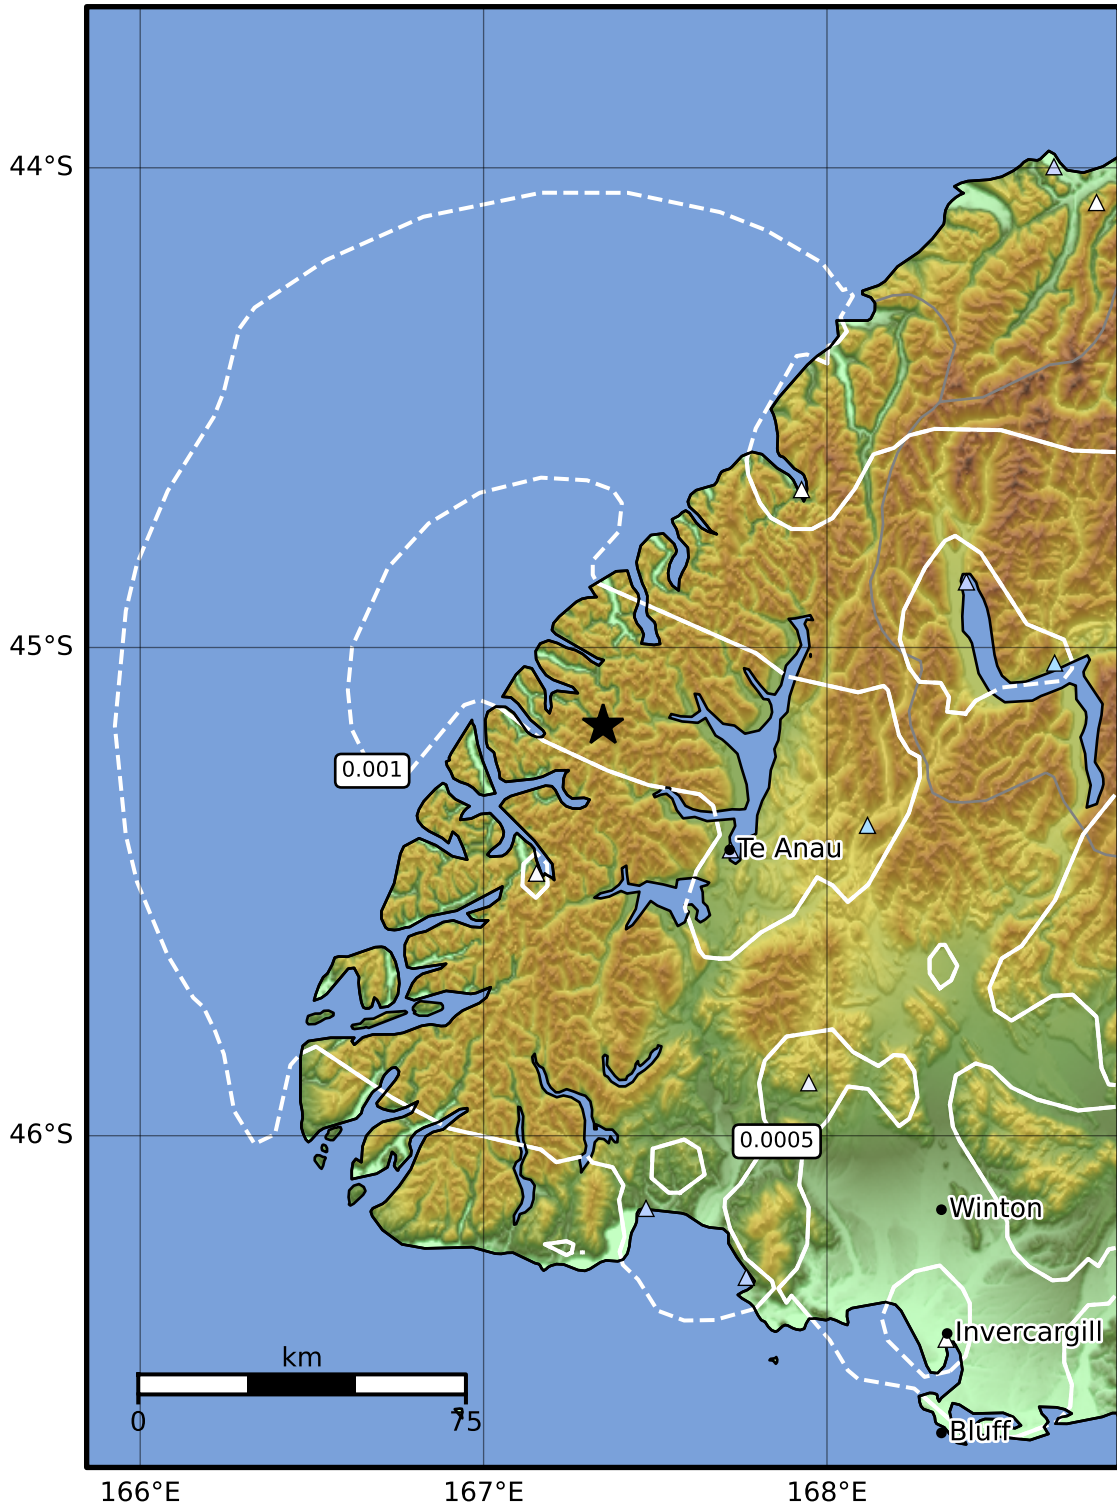 44°S
45°S
0.001
Te Anau
46°S
0.0005
Winton
Invercargill
km
0 75
Bluff
166°E 167°E 168°E